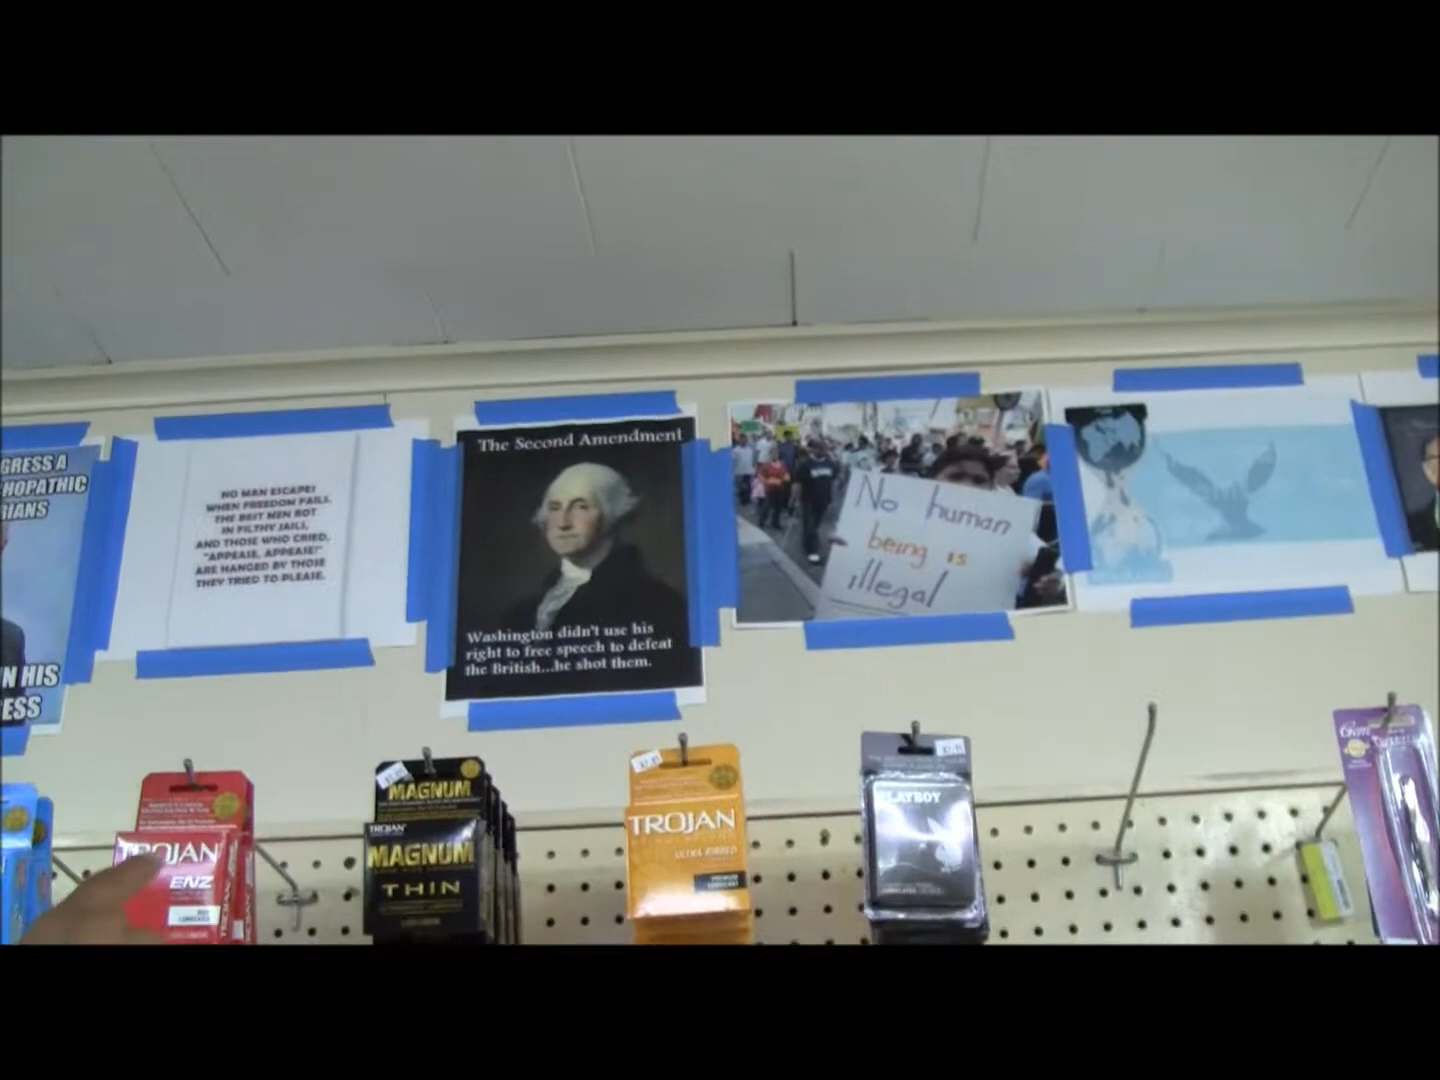 GRESS A
HOPATHIC
RIANS
N HIS
ESS
NO MAN ESCAPES
WHEN FREEDOM FAILS,
THE BEST MEN ROT
IN FILTHY JAILS,
AND THOSE WHO CRIED,
"APPEASE, APPEASE!"
ARE HANGED BY THOSE
THEY TRIED TO PLEASE.
The Second Amendment
Washington didn't use his
right to free speech to defeat
the British...he shot them.
No human
being is
illegal
TROJAN
ENZ
MAGNUM
TROJAN
MAGNUM
THIN
TROJAN
ULTRA RIBBED
PREMIUM
LUBRICANT
PLAYBOY